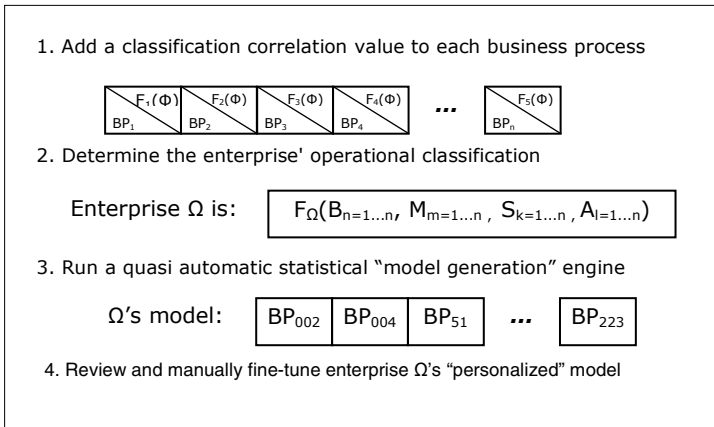 1. Add a classification correlation value to each business process
F₁(Φ) F₂(Φ) F₃(Φ) F₄(Φ) ... F₅(Φ)
BP₁ BP₂ BP₃ BP₄ BPₙ
2. Determine the enterprise' operational classification
Enterprise Ω is: F_Ω(Bₙ₌₁...ₙ, Mₘ₌₁...ₙ , Sₖ₌₁...ₙ , Aₗ₌₁...ₙ)
3. Run a quasi automatic statistical “model generation” engine
Ω's model: BP₀₀₂ BP₀₀₄ BP₅₁ ... BP₂₂₃
4. Review and manually fine-tune enterprise Ω's “personalized” model